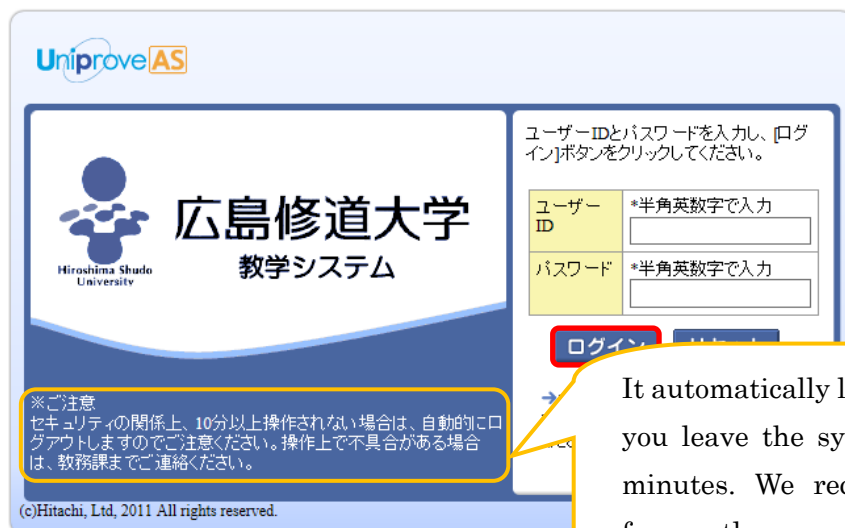 Uniprove AS
ユーザーIDとパスワードを入力し、[ログ
イン]ボタンをクリックしてください。
広島修道大学
教学システム
Hiroshima Shudo
University
ユーザー
ID
*半角英数字で入力
パスワード
*半角英数字で入力
ログイン
※ご注意
セキュリティの関係上、10分以上操作されない場合は、自動的にロ
グアウトしますのでご注意ください。操作上で不具合がある場合
は、教務課までご連絡ください。
(c)Hitachi, Ltd, 2011 All rights reserved.
It automatically
you leave the
minutes. We